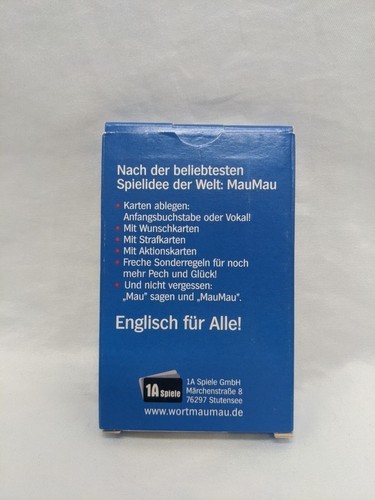 Nach der beliebtesten
Spielidee der Welt: MauMau
• Karten ablegen:
Anfangsbuchstabe oder Vokal!
• Mit Wunschkarten
• Mit Strafkarten
• Mit Aktionskarten
• Freche Sonderregeln für noch
mehr Pech und Glück!
• Und nicht vergessen:
„Mau" sagen und „MauMau".
Englisch für Alle!
1A Spiele
1A Spiele GmbH
Märchenstraße 8
76297 Stutensee
www.wortmaumau.de